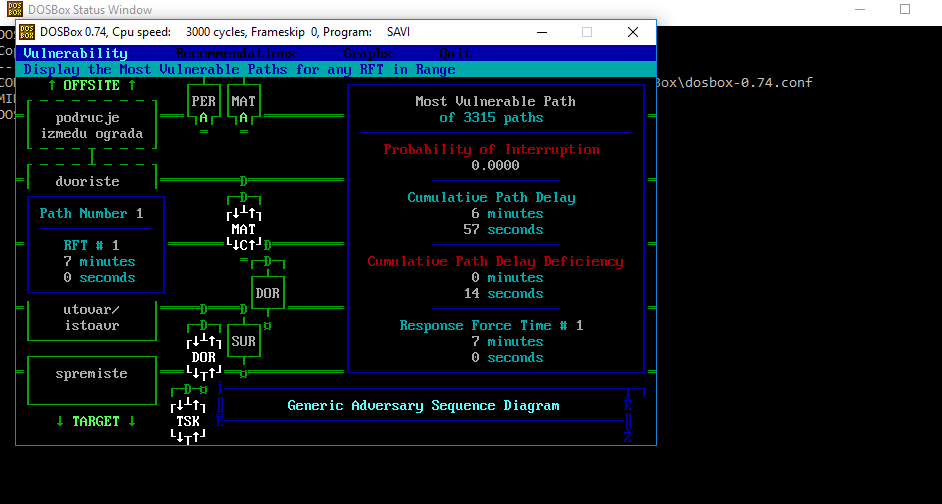 DOSBox Status Window
DOSBox 0.74, Cpu speed: 3000 cycles, Frameskip 0, Program: SAVI
Vulnerability Recommendations Graphs Quit
Display the Most Vulnerable Paths for any RFT in Range
Box\dosbox-0.74.conf
↑ OFFSITE ↑
područje
izmedu ograda
PER MAT
A A
Most Vulnerable Path
of 3315 paths
Probability of Interruption
0.0000
dvoriste
D
D
MAT
C D
Cumulative Path Delay
6 minutes
57 seconds
Path Number 1
RFT # 1
7 minutes
0 seconds
D
DOR
Cumulative Path Delay Deficiency
0 minutes
14 seconds
utovar/
istoavr
D D
D
DOR
SUR
Response Force Time # 1
7 minutes
0 seconds
spremiste
D
TSK
↓ TARGET ↓
Generic Adversary Sequence Diagram